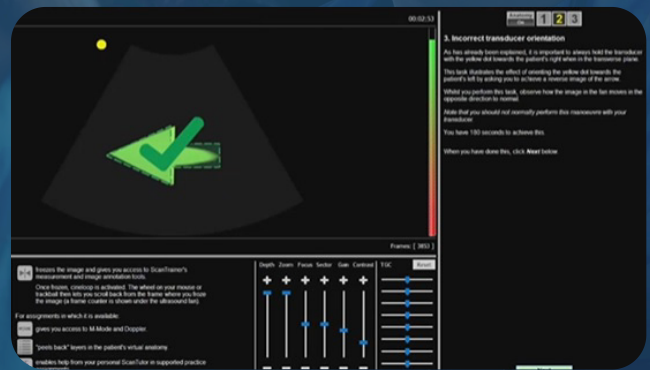 00:02:53
Anatomy
On
1 2 3
3. Incorrect transducer orientation
As has already been explained, it is important to always hold the transducer
with the yellow dot towards the patient's right when in the transverse plane.
This task illustrates the effect of orienting the yellow dot towards the
patient's left by asking you to achieve a reverse image of the arrow.
Whilst you perform this task, observe how the image in the fan moves in the
opposite direction to normal.
Note that you should not normally perform this manoeuvre with your
transducer.
You have 180 seconds to achieve this.
When you have done this, click Next below.
Frames: [ 3853 ]
freezes the image and gives you access to ScanTrainer's
measurement and image annotation tools.
Once frozen, cineloop is activated. The wheel on your mouse or
trackball then lets you scroll back from the frame where you froze
the image (a frame counter is shown under the ultrasound fan)
For assignments in which it is available:
gives you access to M-Mode and Doppler.
"peels back" layers in the patient's virtual anatomy
enables help from your personal ScanTutor in supported practice
Depth Zoom Focus Sector Gain Contrast TGC Reset